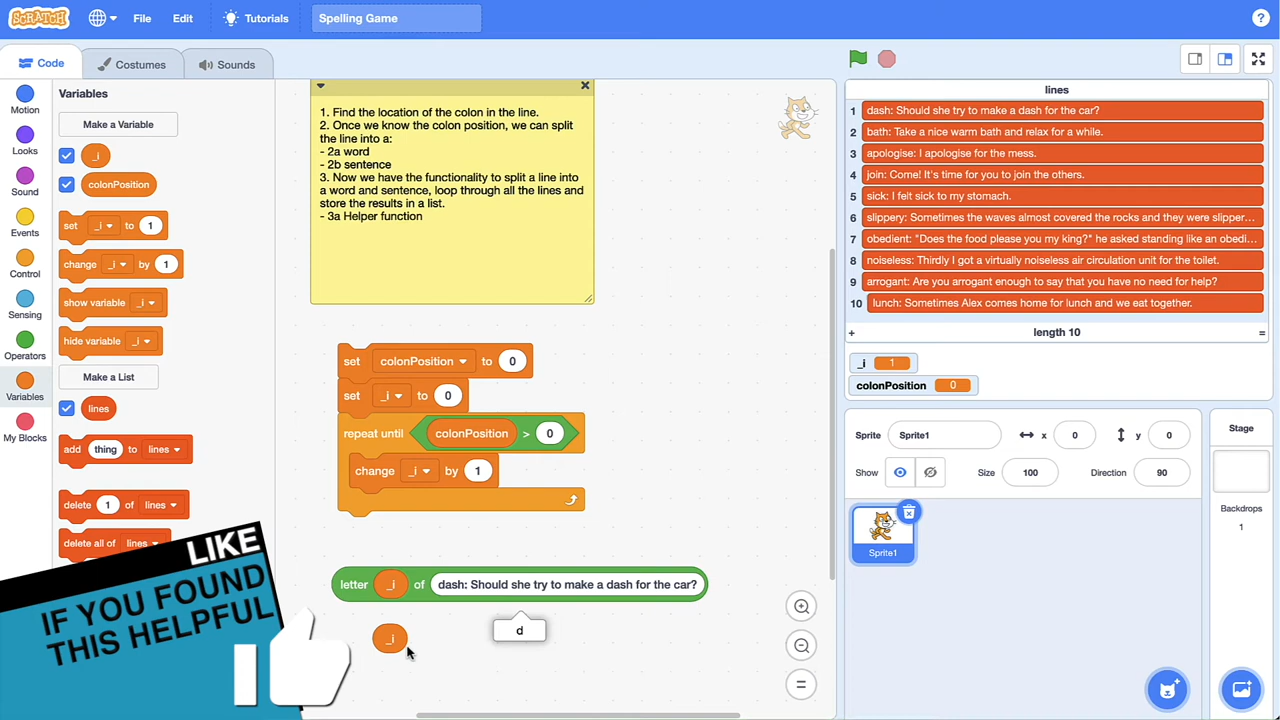 SCRATCH
File
Edit
Tutorials
Spelling Game
?
Code
Costumes
Sounds
Motion
Looks
Sound
Events
Control
Sensing
Operators
Variables
My Blocks
Variables
Make a Variable
_i
colonPosition
set _i to 1
change _i by 1
show variable _i
hide variable _i
Make a List
lines
add thing to lines
delete 1 of lines
delete all of lines
1. Find the location of the colon in the line.
2. Once we know the colon position, we can split
the line into a:
- 2a word
- 2b sentence
3. Now we have the functionality to split a line into
a word and sentence, loop through all the lines and
store the results in a list.
- 3a Helper function
set colonPosition to 0
set _i to 0
repeat until colonPosition > 0
change _i by 1
letter _i of dash: Should she try to make a dash for the car?
d
_i
lines
1 dash: Should she try to make a dash for the car?
2 bath: Take a nice warm bath and relax for a while.
3 apologise: I apologise for the mess.
4 join: Come! It's time for you to join the others.
5 sick: I felt sick to my stomach.
6 slippery: Sometimes the waves almost covered the rocks and they were slipper...
7 obedient: "Does the food please you my king?" he asked standing like an obedi...
8 noiseless: Thirdly I got a virtually noiseless air circulation unit for the toilet.
9 arrogant: Are you arrogant enough to say that you have no need for help?
10 lunch: Sometimes Alex comes home for lunch and we eat together.
+ length 10 =
_i 1
colonPosition 0
Sprite Sprite1 x 0 y 0
Show Size 100 Direction 90
Sprite1
Stage
Backdrops
1
LIKE
IF YOU FOUND
THIS HELPFUL